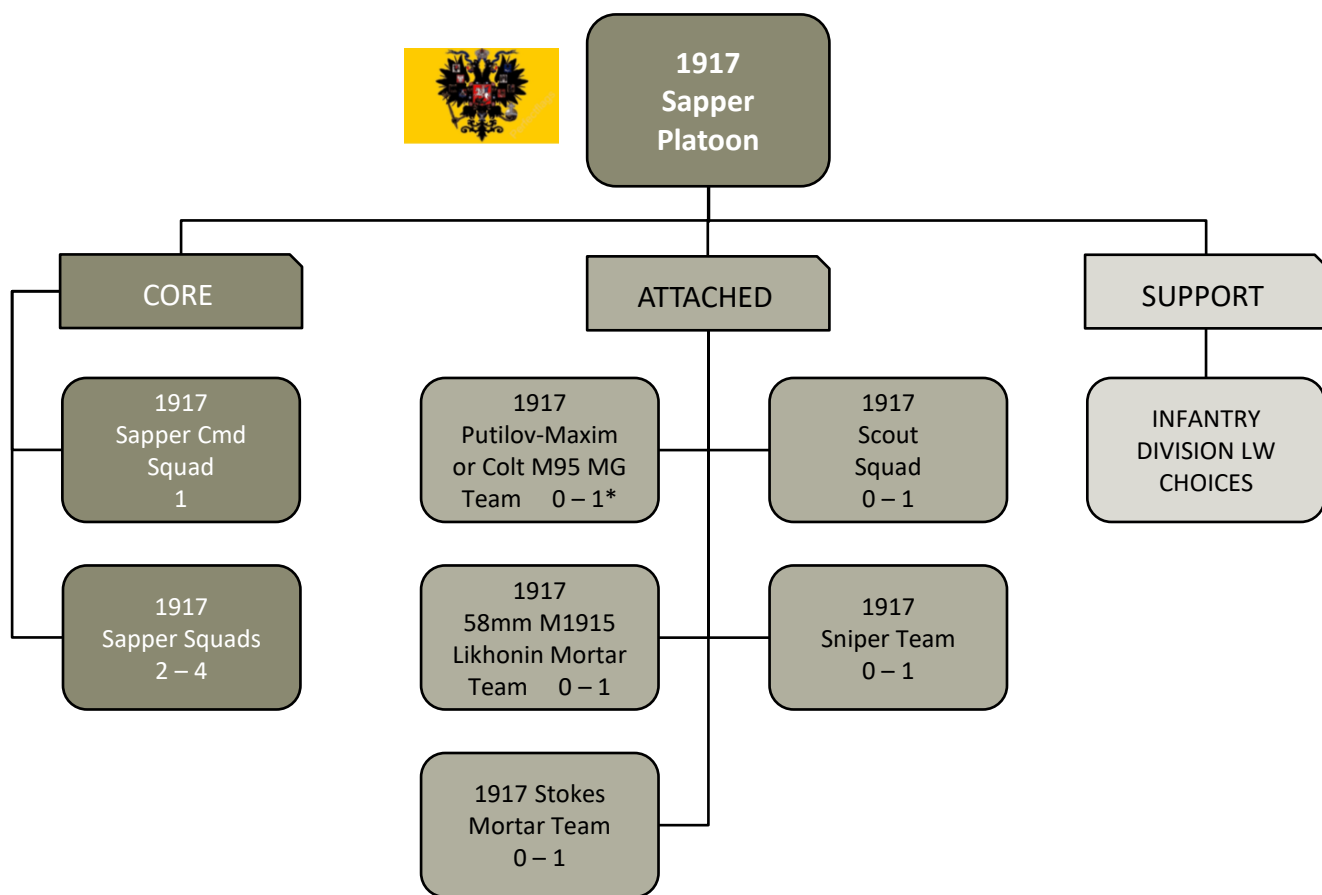 1917
Sapper
Platoon
CORE
ATTACHED
SUPPORT
1917
Sapper Cmd
Squad
1
1917
Putilov-Maxim
or Colt M95 MG
Team 0 – 1*
1917
Scout
Squad
0 – 1
INFANTRY
DIVISION LW
CHOICES
1917
Sapper Squads
2 – 4
1917
58mm M1915
Likhonin Mortar
Team 0 – 1
1917
Sniper Team
0 – 1
1917 Stokes
Mortar Team
0 – 1